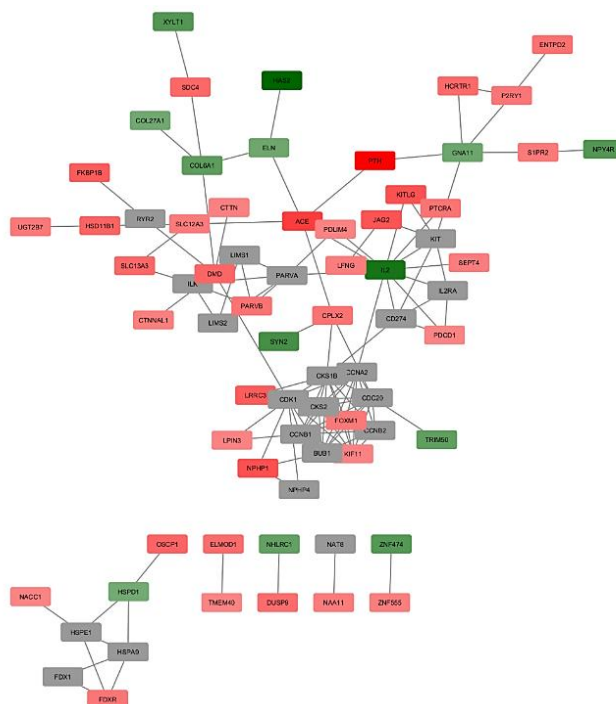 XYLT1
ENTPD2
SDC4
HAS2
HCRTR1
P2RY1
COL27A1
ELN
COL6A1
GNA11
S1PR2
NPY4R
PTH
FKBP1B
CTTN
KITLG
RYR2
ACE
JAG2
PTCRA
UGT2B7
HSD11B1
SLC12A3
PDLIM4
KIT
LIMS1
SLC13A3
DMD
PARVA
LFNG
IL2
SEPT4
ILK
PARVB
IL2RA
CTNNAL1
LIMS2
CD274
CPLX2
PDCD1
SYN2
CKS1B
CCNA2
LRRC3
CDK1
CKS2
CDC20
FOXM1
LPIN3
CCNB1
CCNB2
TRIM50
BUB1
KIF11
NPHP1
NPHP4
OSCP1
ELMOD1
NHLRC1
NAT8
ZNF474
NACC1
HSPD1
TMEM40
DUSP9
NAA11
ZNF555
HSPE1
HSPA9
FDX1
FDXR